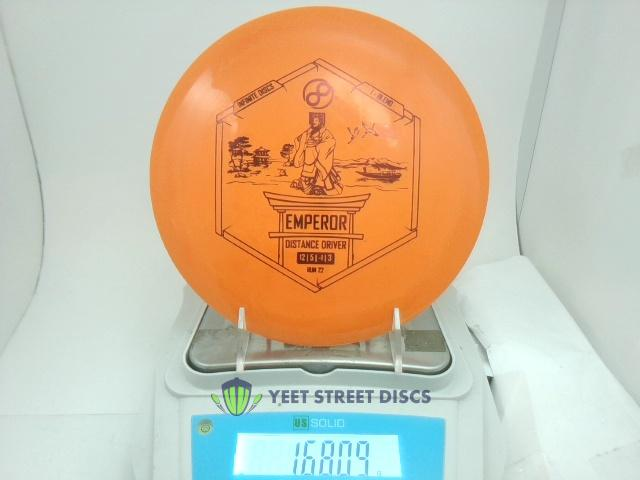 INFINITE DISCS
I-BLEND
EMPEROR
DISTANCE DRIVER
12 | 5 | -1 | 3
RUN 22
YEET STREET DISCS
US SOLID
168.09 g